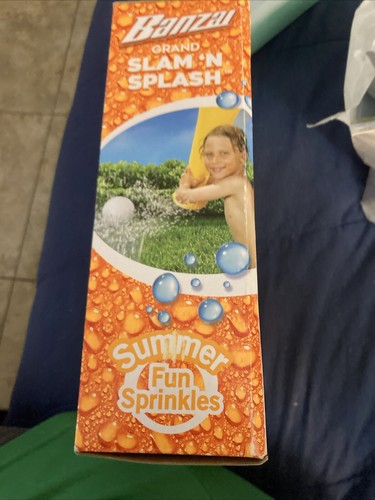 Banzai
GRAND
SLAM 'N
SPLASH
Summer
Fun
Sprinkles